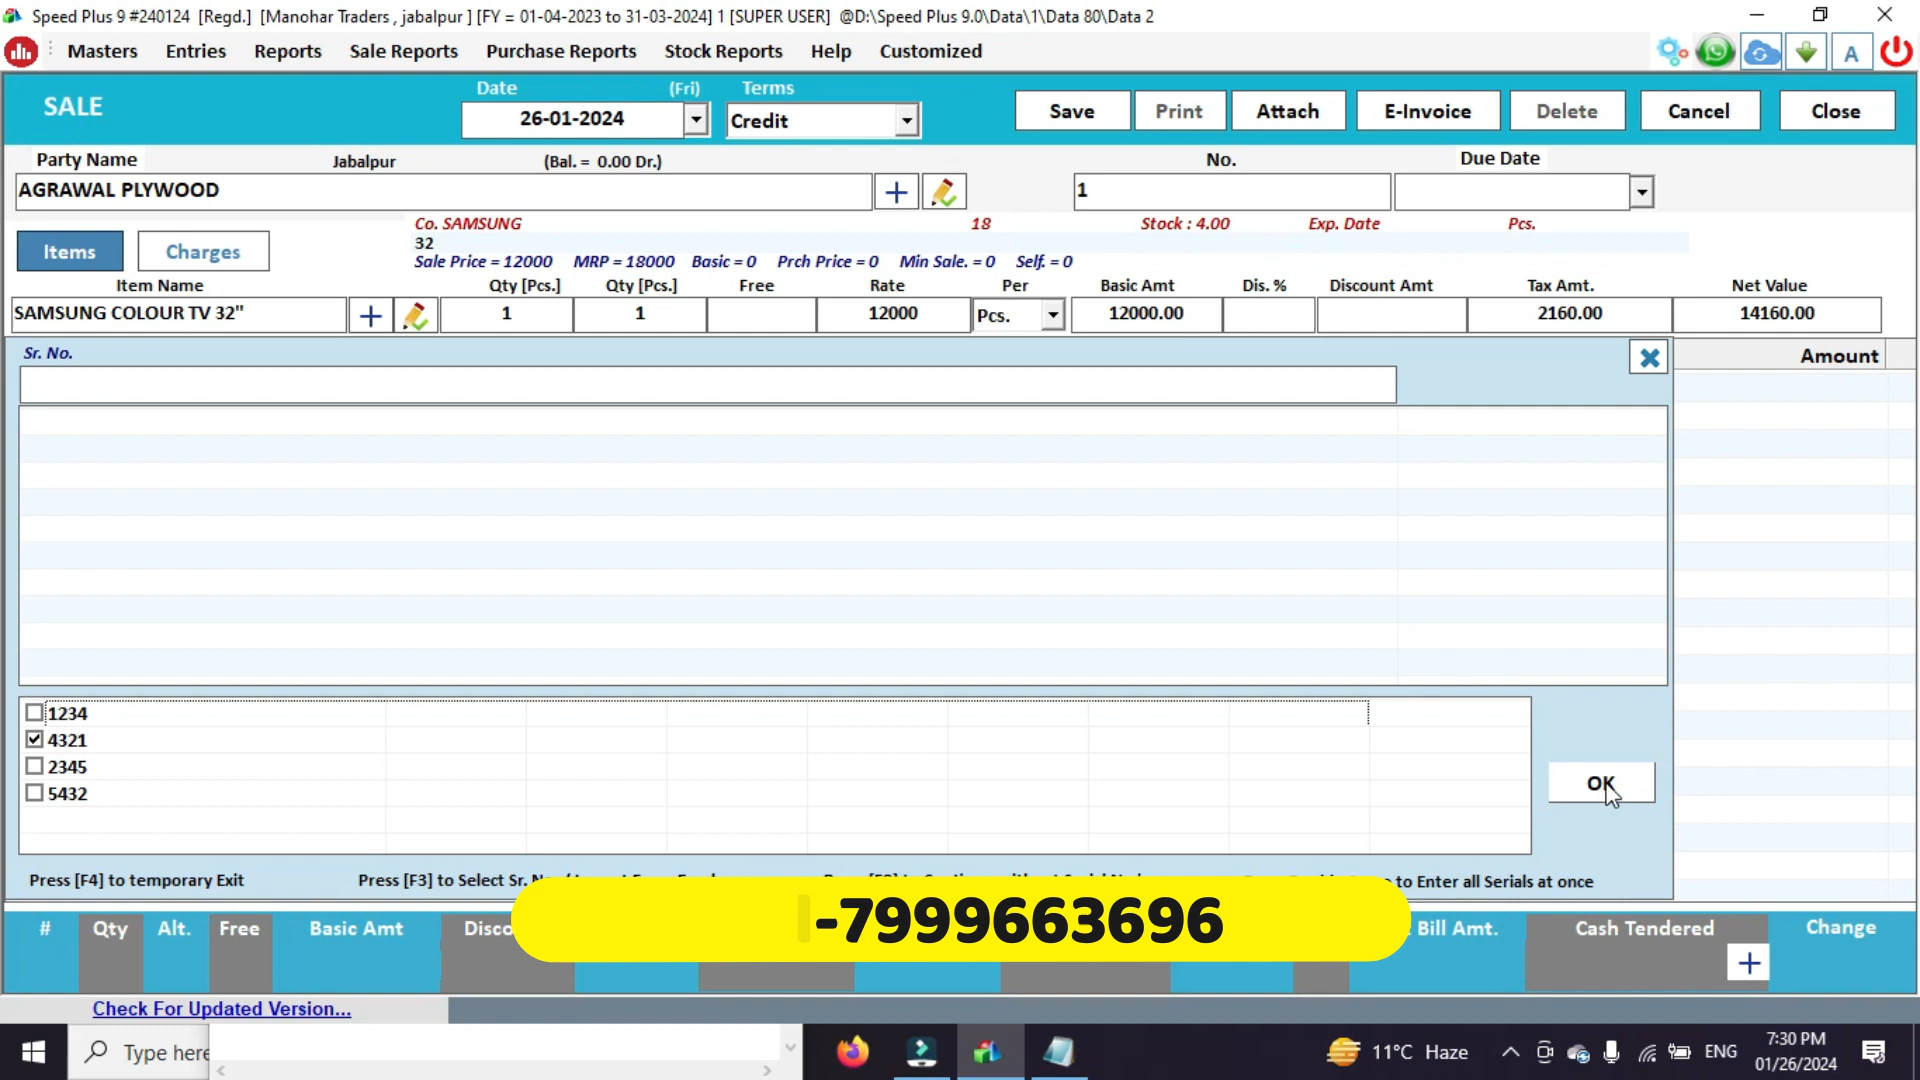 Speed Plus 9 #240124 [Regd.] [Manohar Traders , jabalpur ] [FY = 01-04-2023 to 31-03-2024] 1 [SUPER USER] @D:\Speed Plus 9.0\Data\1\Data 80\Data 2
Masters Entries Reports Sale Reports Purchase Reports Stock Reports Help Customized A
Date (Fri) Terms
SALE 26-01-2024 Credit Save Print Attach E-Invoice Delete Cancel Close
Party Name Jabalpur (Bal. = 0.00 Dr.) No. Due Date
AGRAWAL PLYWOOD 1
Co. SAMSUNG 18 Stock : 4.00 Exp. Date Pcs.
32
Items Charges
Sale Price = 12000 MRP = 18000 Basic = 0 Prch Price = 0 Min Sale. = 0 Self. = 0
Item Name Qty [Pcs.] Qty [Pcs.] Free Rate Per Basic Amt Dis. % Discount Amt Tax Amt. Net Value
SAMSUNG COLOUR TV 32" 1 1 12000 Pcs. 12000.00 2160.00 14160.00
Sr. No. Amount
1234
4321
2345
5432
OK
Press [F4] to temporary Exit Press [F3] to Select Sr. to Enter all Serials at once
-7999663696
# Qty Alt. Free Basic Amt Disco Bill Amt. Cash Tendered Change
Check For Updated Version...
Type here 11°C Haze ENG 7:30 PM
01/26/2024